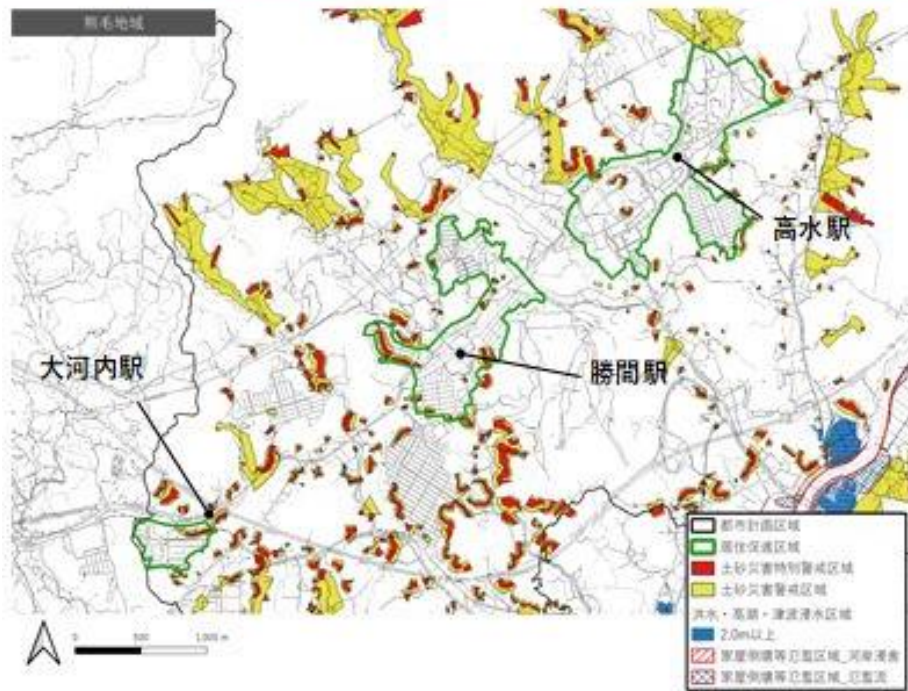 熊毛地域
高水駅
大河内駅
勝間駅
都市計画区域
居住促進区域
土砂災害特別警戒区域
土砂災害警戒区域
洪水・高潮・津波浸水区域
2.0m以上
家屋倒壊等氾濫区域_河岸浸食
家屋倒壊等氾濫区域_氾濫流
0 500 1,000 m